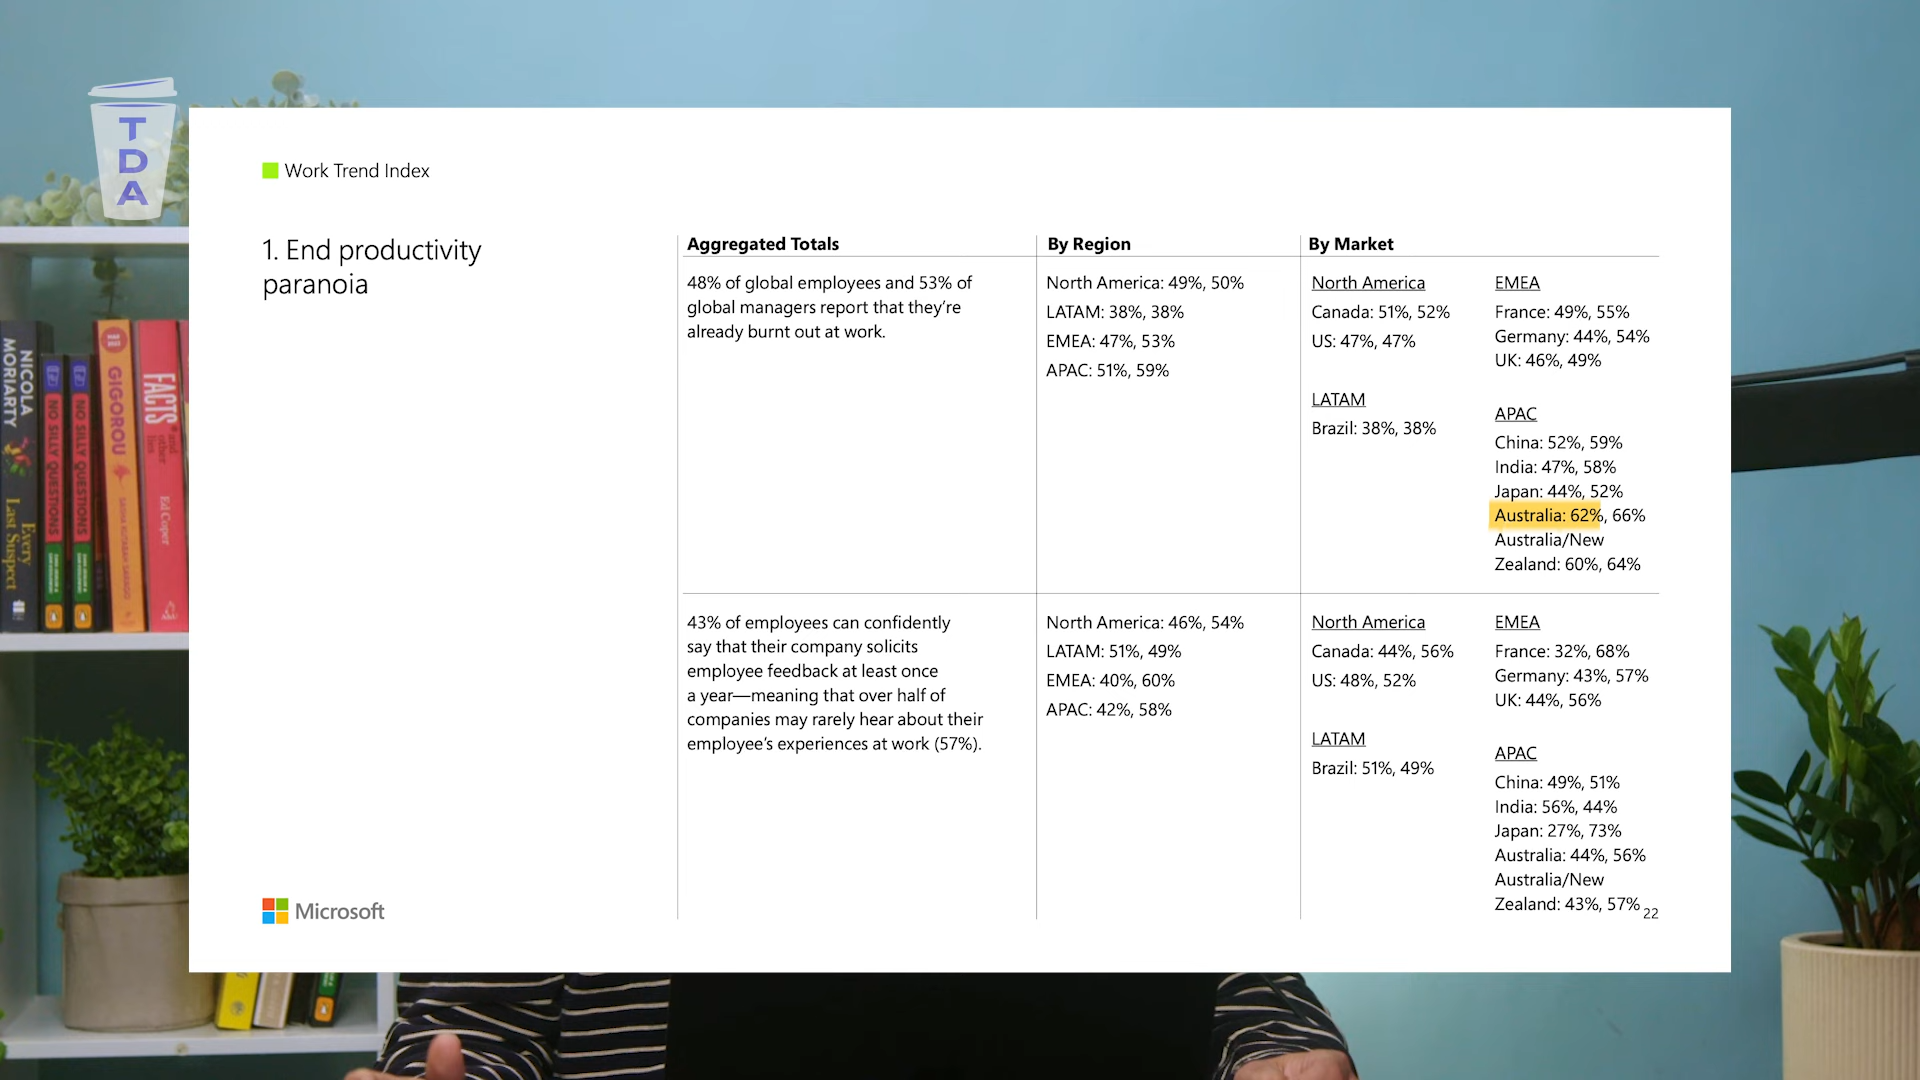 T
D
A
Work Trend Index
1. End productivity
paranoia
Aggregated Totals
By Region
By Market
48% of global employees and 53% of
global managers report that they're
already burnt out at work.
North America: 49%, 50%
LATAM: 38%, 38%
EMEA: 47%, 53%
APAC: 51%, 59%
North America
Canada: 51%, 52%
US: 47%, 47%
LATAM
Brazil: 38%, 38%
EMEA
France: 49%, 55%
Germany: 44%, 54%
UK: 46%, 49%
APAC
China: 52%, 59%
India: 47%, 58%
Japan: 44%, 52%
Australia: 62%, 66%
Australia/New
Zealand: 60%, 64%
43% of employees can confidently
say that their company solicits
employee feedback at least once
a year—meaning that over half of
companies may rarely hear about their
employee's experiences at work (57%).
North America: 46%, 54%
LATAM: 51%, 49%
EMEA: 40%, 60%
APAC: 42%, 58%
North America
Canada: 44%, 56%
US: 48%, 52%
LATAM
Brazil: 51%, 49%
EMEA
France: 32%, 68%
Germany: 43%, 57%
UK: 44%, 56%
APAC
China: 49%, 51%
India: 56%, 44%
Japan: 27%, 73%
Australia: 44%, 56%
Australia/New
Zealand: 43%, 57%
22
Microsoft
NICOLA
MORIARTY
Every
Last Suspect
NO SILLY QUESTIONS
NO SILLY QUESTIONS
GIGOROU
FACTS
and
other
lies
Ed Coper